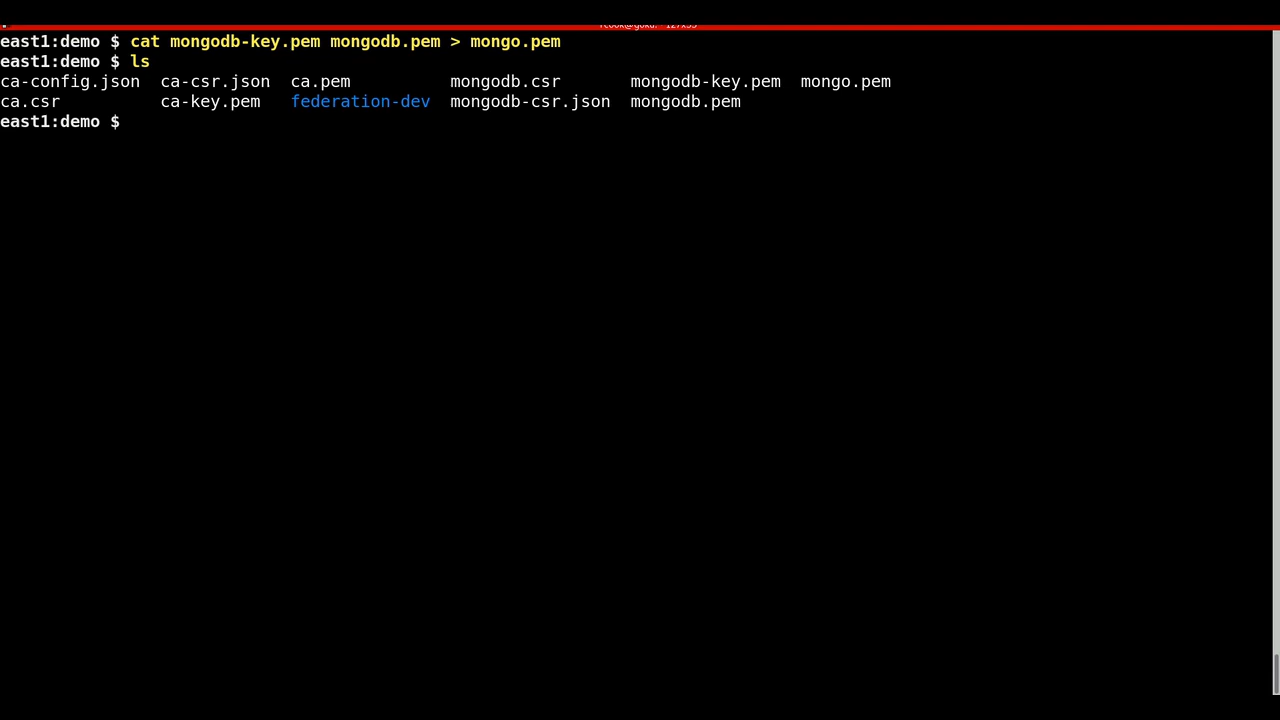 east1:demo $ cat mongodb-key.pem mongodb.pem > mongo.pem
east1:demo $ ls
ca-config.json  ca-csr.json  ca.pem          mongodb.csr       mongodb-key.pem  mongo.pem
ca.csr          ca-key.pem   federation-dev  mongodb-csr.json  mongodb.pem
east1:demo $